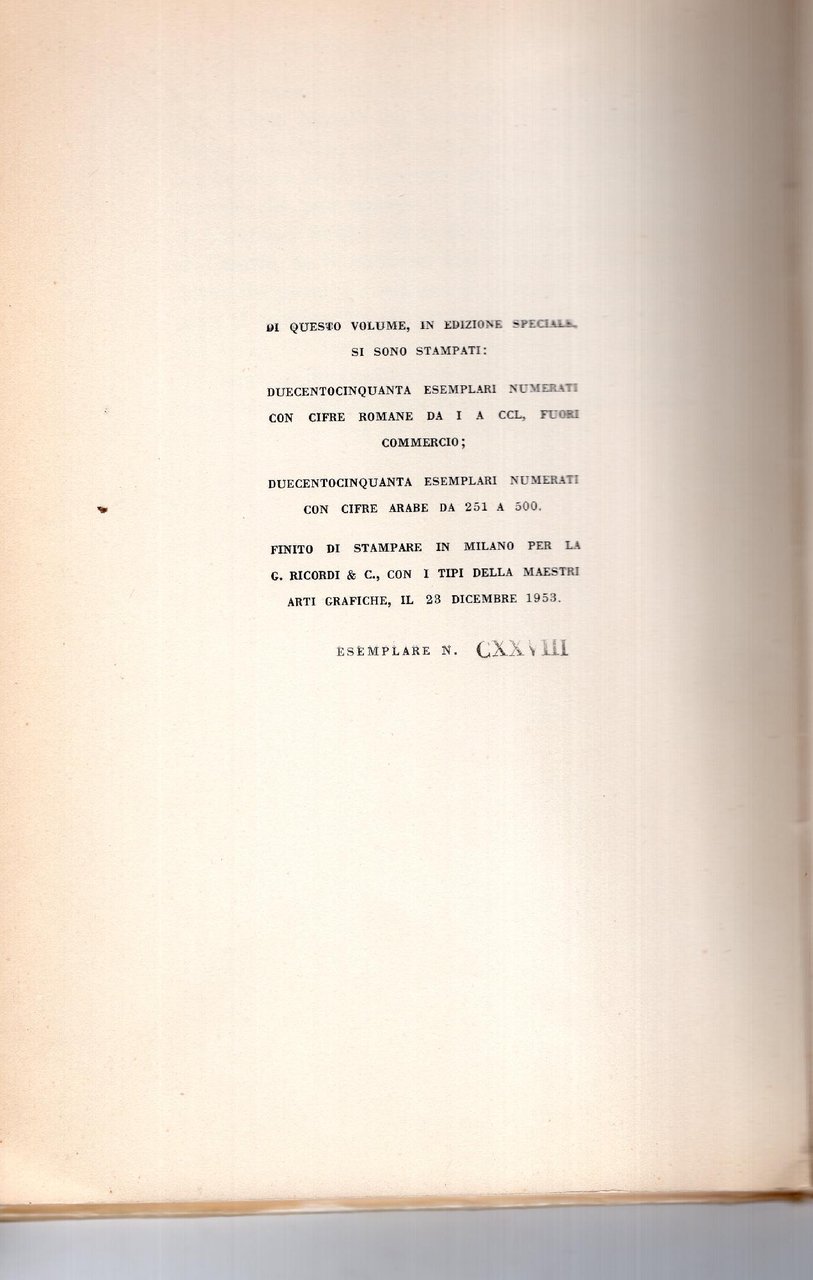 DI QUESTO VOLUME, IN EDIZIONE SPECIALE,
SI SONO STAMPATI:
DUECENTOCINQUANTA ESEMPLARI NUMERATI
CON CIFRE ROMANE DA I A CCL, FUORI
COMMERCIO;
DUECENTOCINQUANTA ESEMPLARI NUMERATI
CON CIFRE ARABE DA 251 A 500.
FINITO DI STAMPARE IN MILANO PER LA
G. RICORDI & C., CON I TIPI DELLA MAESTRI
ARTI GRAFICHE, IL 23 DICEMBRE 1953.
ESEMPLARE N. CXXVIII